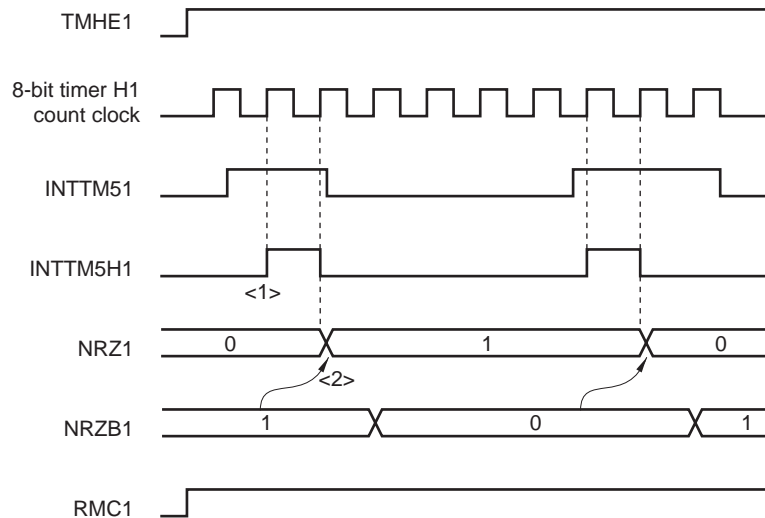 TMHE1
8-bit timer H1
count clock
INTTM51
INTTM5H1
<1>
NRZ1 0 1 0
<2>
NRZB1 1 0 1
RMC1